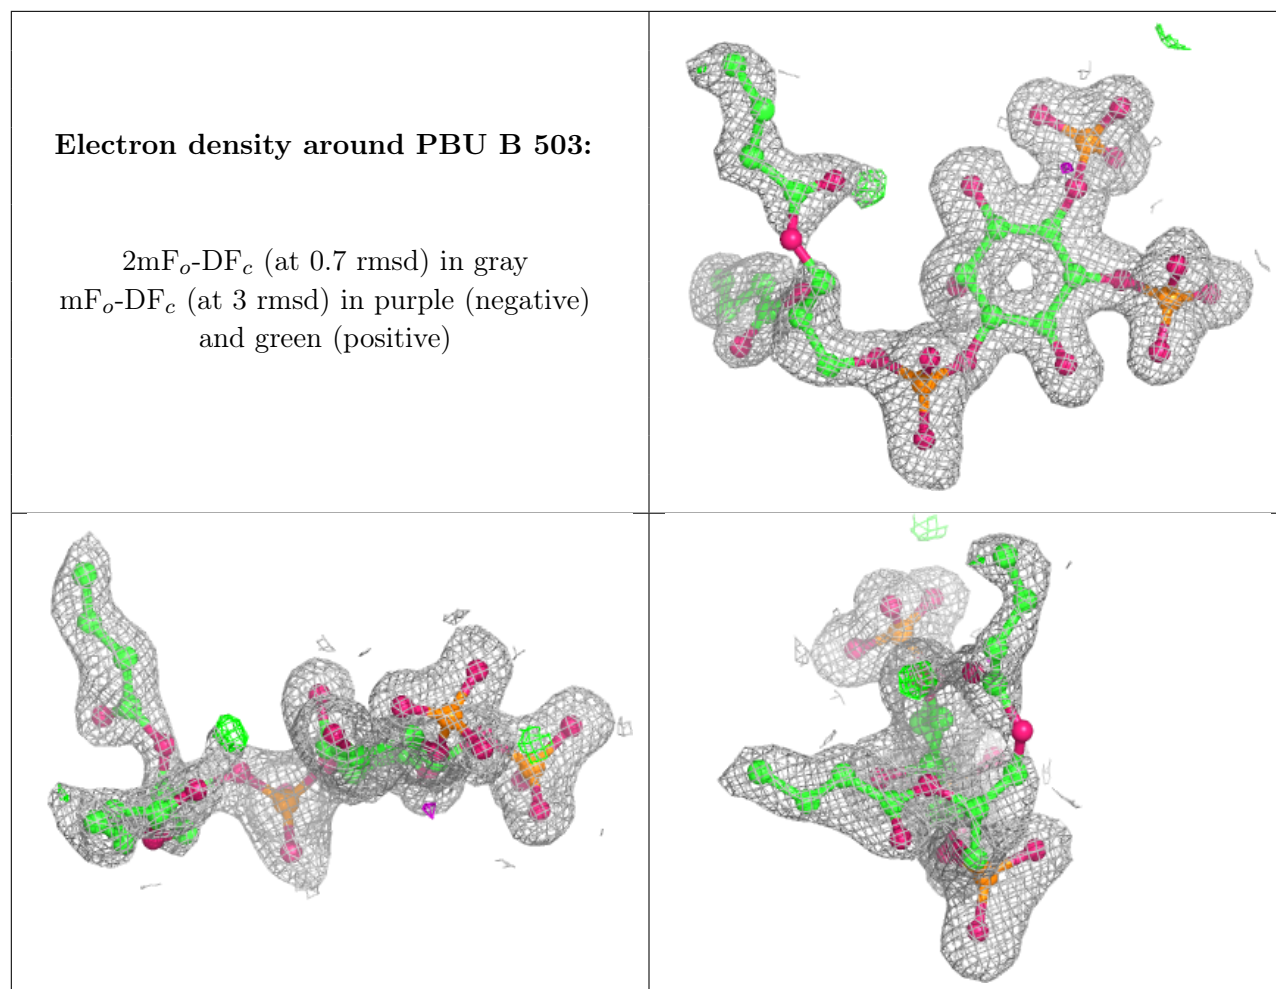 Electron density around PBU B 503:
2mFo-DFc (at 0.7 rmsd) in gray
mFo-DFc (at 3 rmsd) in purple (negative)
and green (positive)